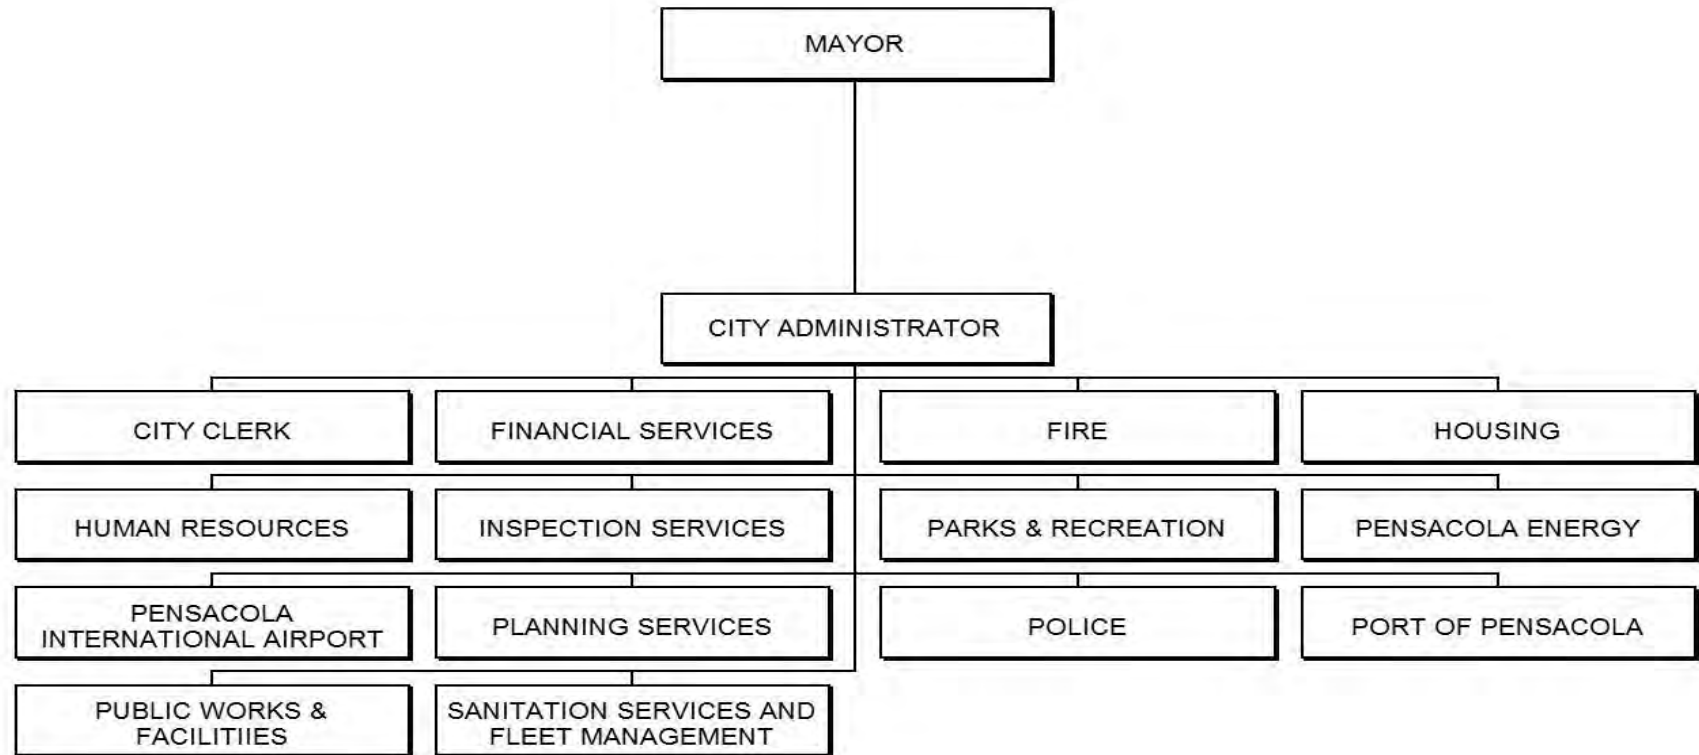 MAYOR
CITY ADMINISTRATOR
CITY CLERK
FINANCIAL SERVICES
FIRE
HOUSING
HUMAN RESOURCES
INSPECTION SERVICES
PARKS & RECREATION
PENSACOLA ENERGY
PENSACOLA
INTERNATIONAL AIRPORT
PLANNING SERVICES
POLICE
PORT OF PENSACOLA
PUBLIC WORKS &
FACILITIIES
SANITATION SERVICES AND
FLEET MANAGEMENT